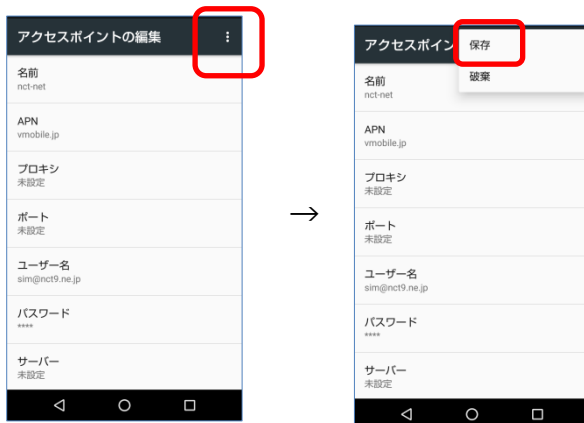 アクセスポイントの編集
名前
nct-net
APN
vmobile.jp
プロキシ
未設定
ポート
未設定
ユーザー名
sim@nct9.ne.jp
パスワード
****
サーバー
未設定
→
アクセスポイン
保存
破棄
名前
nct-net
APN
vmobile.jp
プロキシ
未設定
ポート
未設定
ユーザー名
sim@nct9.ne.jp
パスワード
****
サーバー
未設定